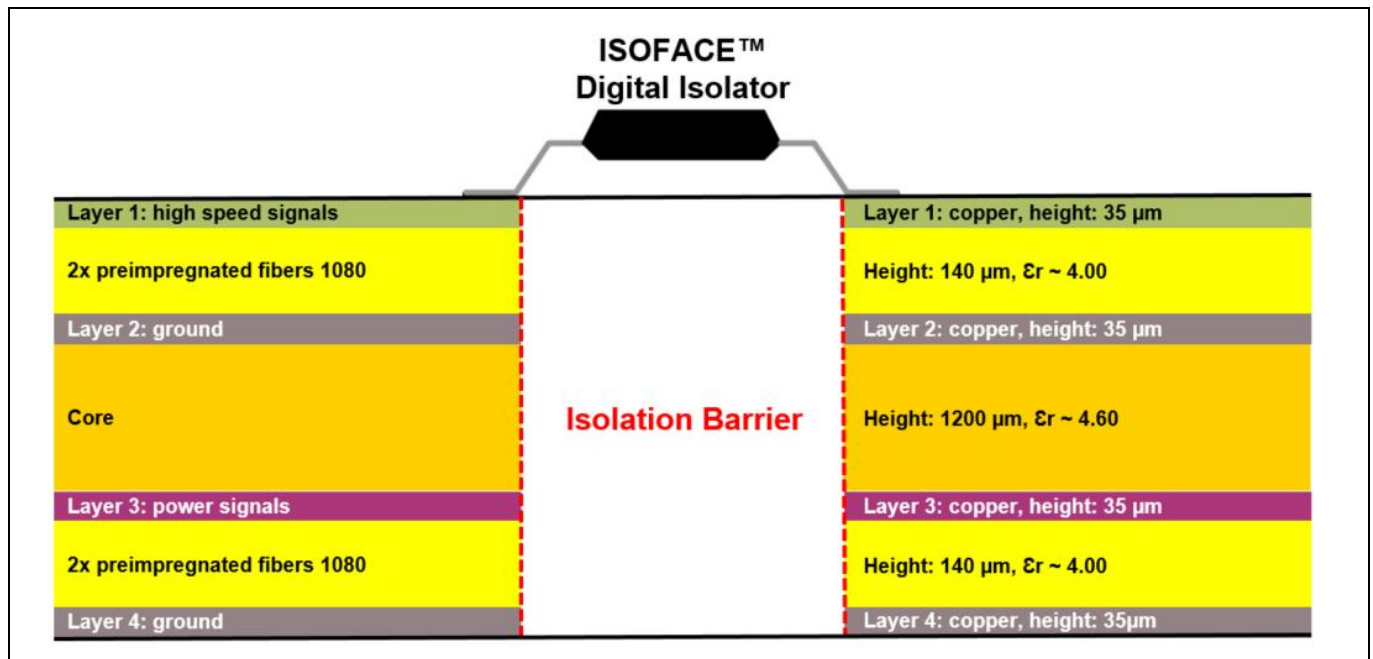 ISOFACE™
Digital Isolator
Layer 1: high speed signals
Layer 1: copper, height: 35 μm
2x preimpregnated fibers 1080
Height: 140 μm, Ɛr ~ 4.00
Layer 2: ground
Layer 2: copper, height: 35 μm
Core
Isolation Barrier
Height: 1200 μm, Ɛr ~ 4.60
Layer 3: power signals
Layer 3: copper, height: 35 μm
2x preimpregnated fibers 1080
Height: 140 μm, Ɛr ~ 4.00
Layer 4: ground
Layer 4: copper, height: 35μm